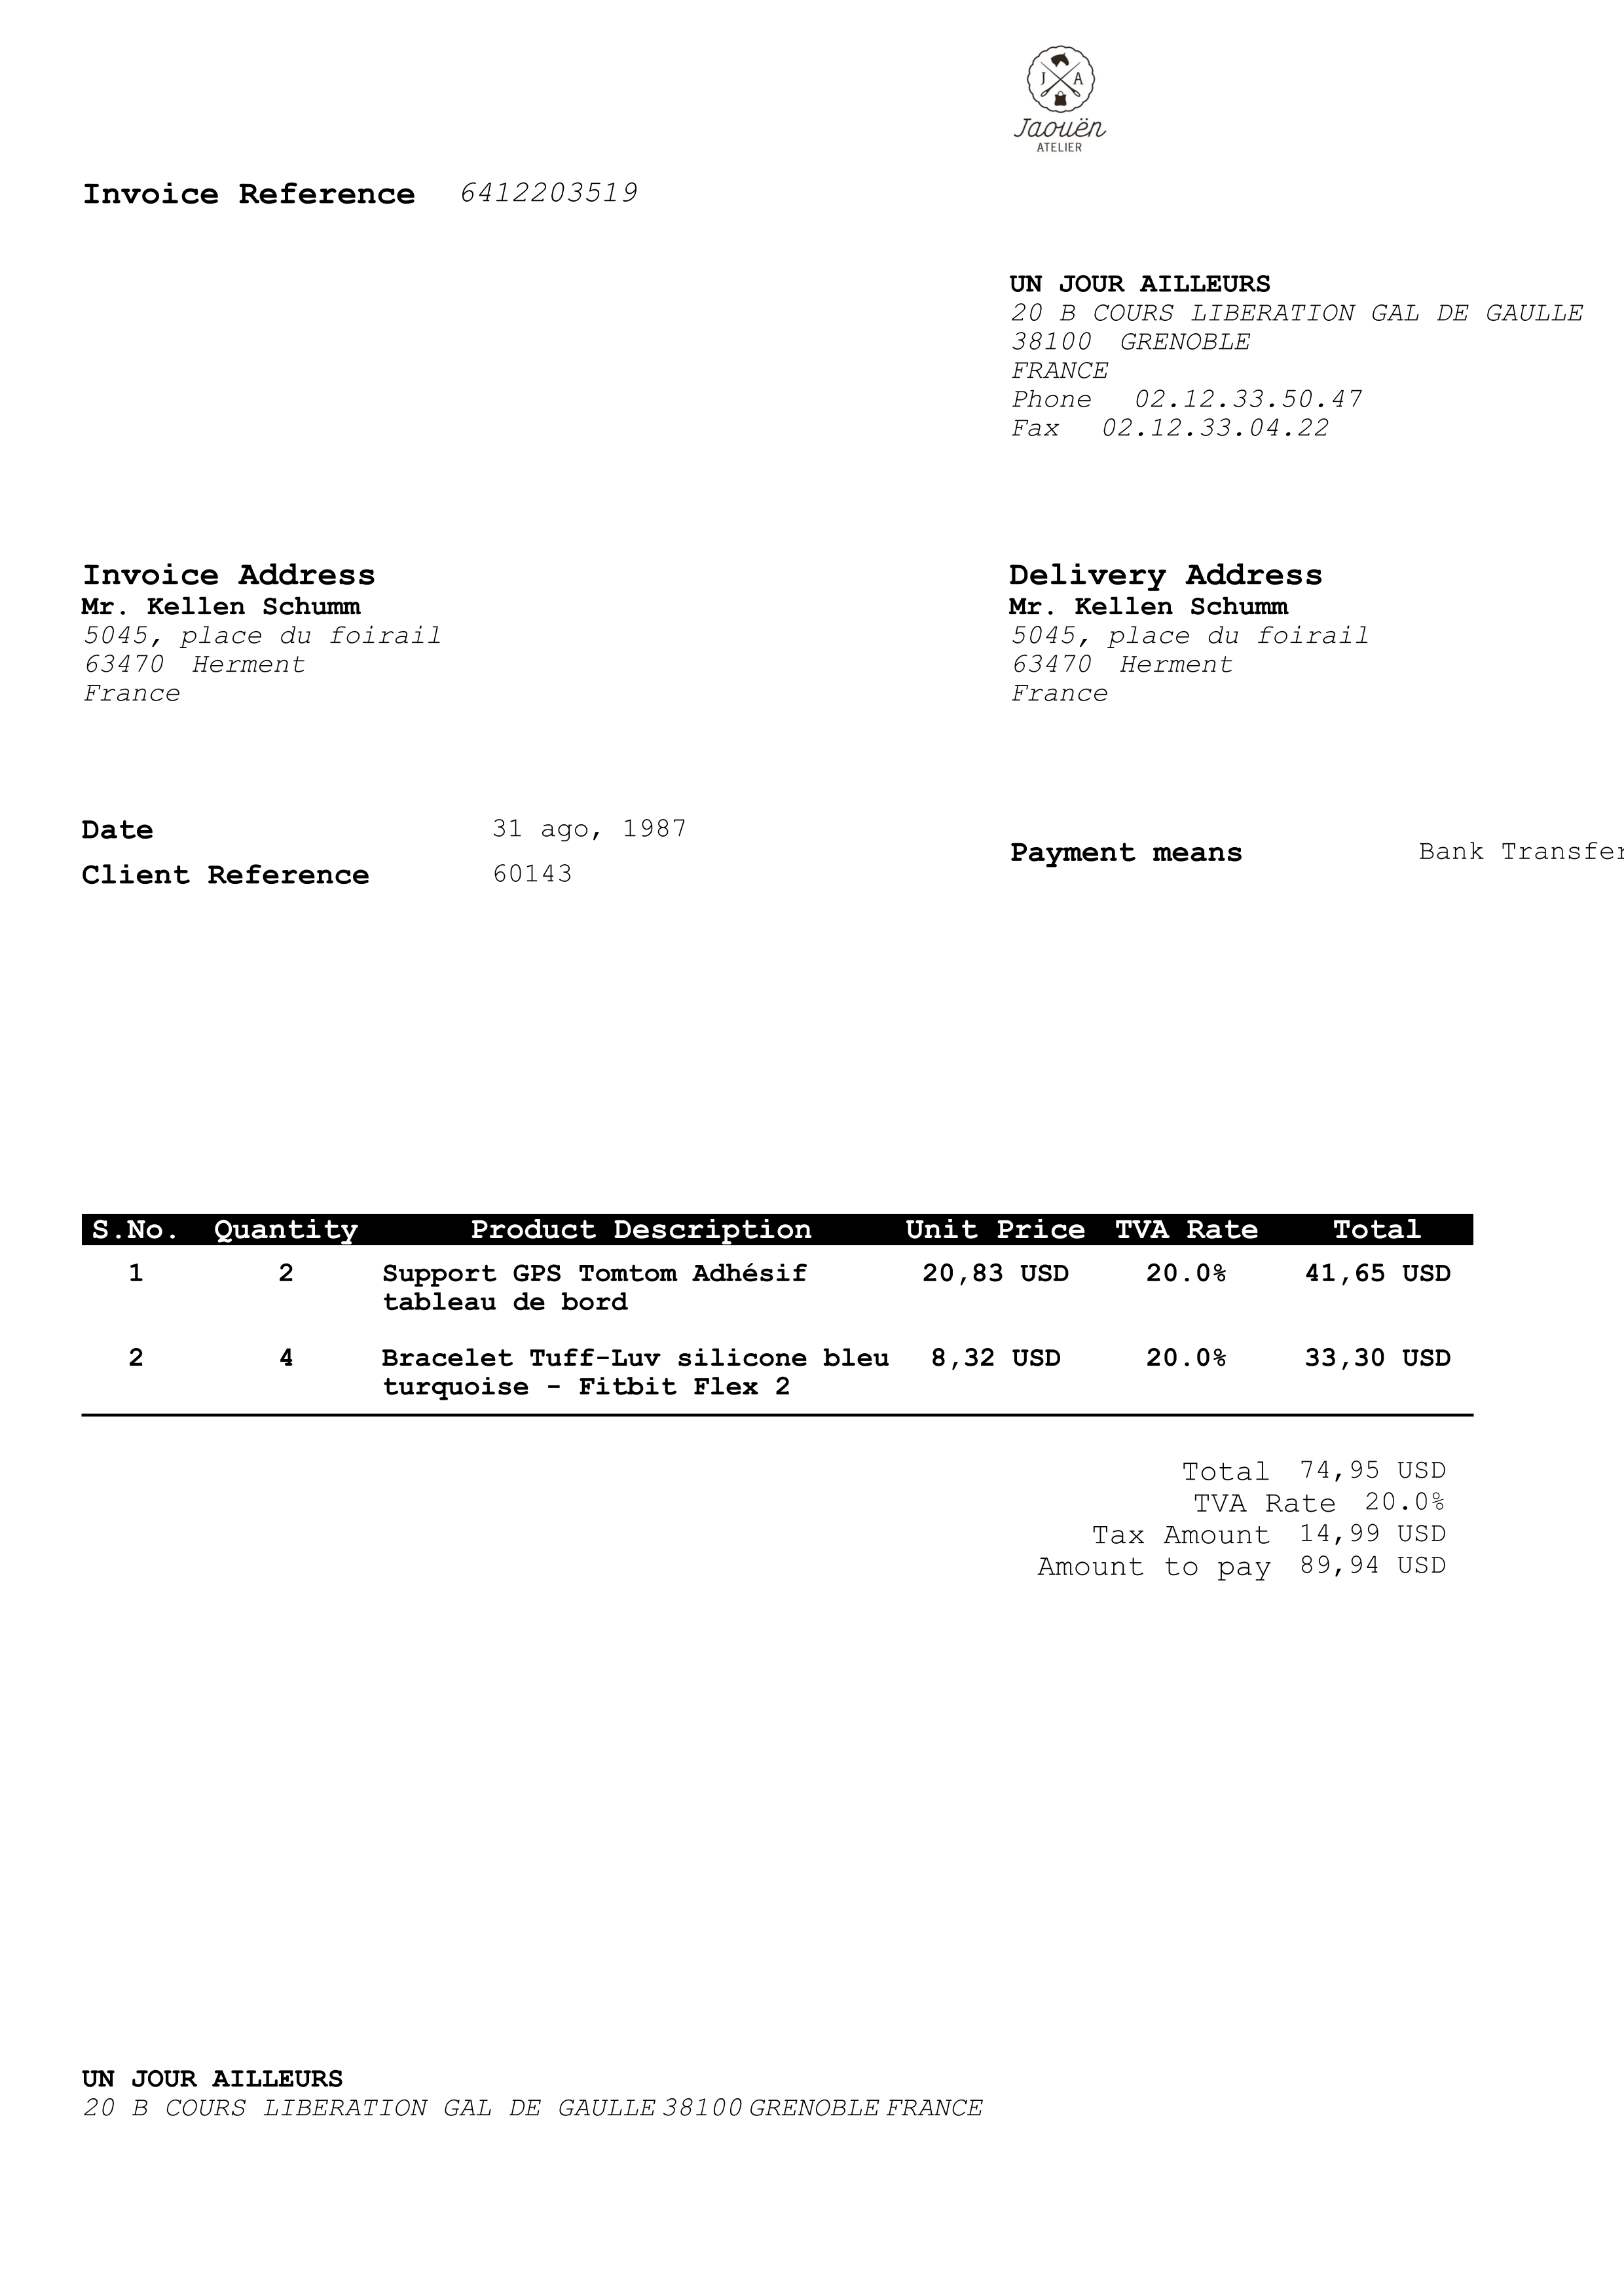 J A
Jaouën
ATELIER
Invoice Reference 6412203519
UN JOUR AILLEURS
20 B COURS LIBERATION GAL DE GAULLE
38100 GRENOBLE
FRANCE
Phone 02.12.33.50.47
Fax 02.12.33.04.22
Invoice Address
Mr. Kellen Schumm
5045, place du foirail
63470 Herment
France
Delivery Address
Mr. Kellen Schumm
5045, place du foirail
63470 Herment
France
Date 31 ago, 1987
Client Reference 60143
Payment means Bank Transfer
S.No. Quantity Product Description Unit Price TVA Rate Total
1 2 Support GPS Tomtom Adhésif 20,83 USD 20.0% 41,65 USD
tableau de bord
2 4 Bracelet Tuff-Luv silicone bleu 8,32 USD 20.0% 33,30 USD
turquoise - Fitbit Flex 2
Total 74,95 USD
TVA Rate 20.0%
Tax Amount 14,99 USD
Amount to pay 89,94 USD
UN JOUR AILLEURS
20 B COURS LIBERATION GAL DE GAULLE 38100 GRENOBLE FRANCE